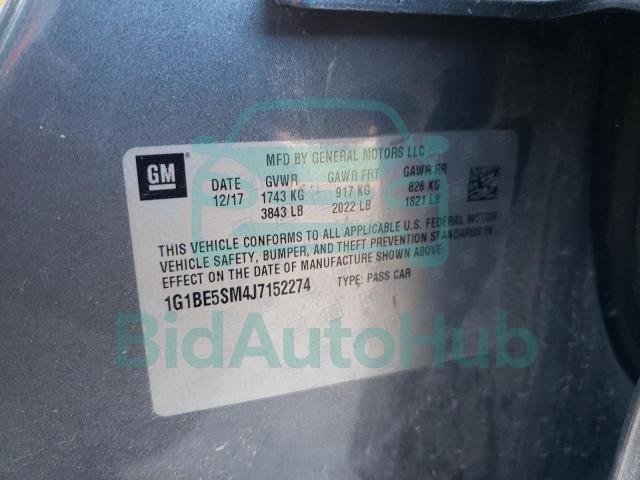 MFD BY GENERAL MOTORS LLC
GM
DATE GVWR GAWR FRT GAWR RR
12/17 1743 KG 917 KG 826 KG
3843 LB 2022 LB 1821 LB
THIS VEHICLE CONFORMS TO ALL APPLICABLE U.S. FEDERAL MOTOR
VEHICLE SAFETY, BUMPER, AND THEFT PREVENTION STANDARDS IN
EFFECT ON THE DATE OF MANUFACTURE SHOWN ABOVE.
1G1BE5SM4J7152274 TYPE: PASS CAR
BidAutoHub